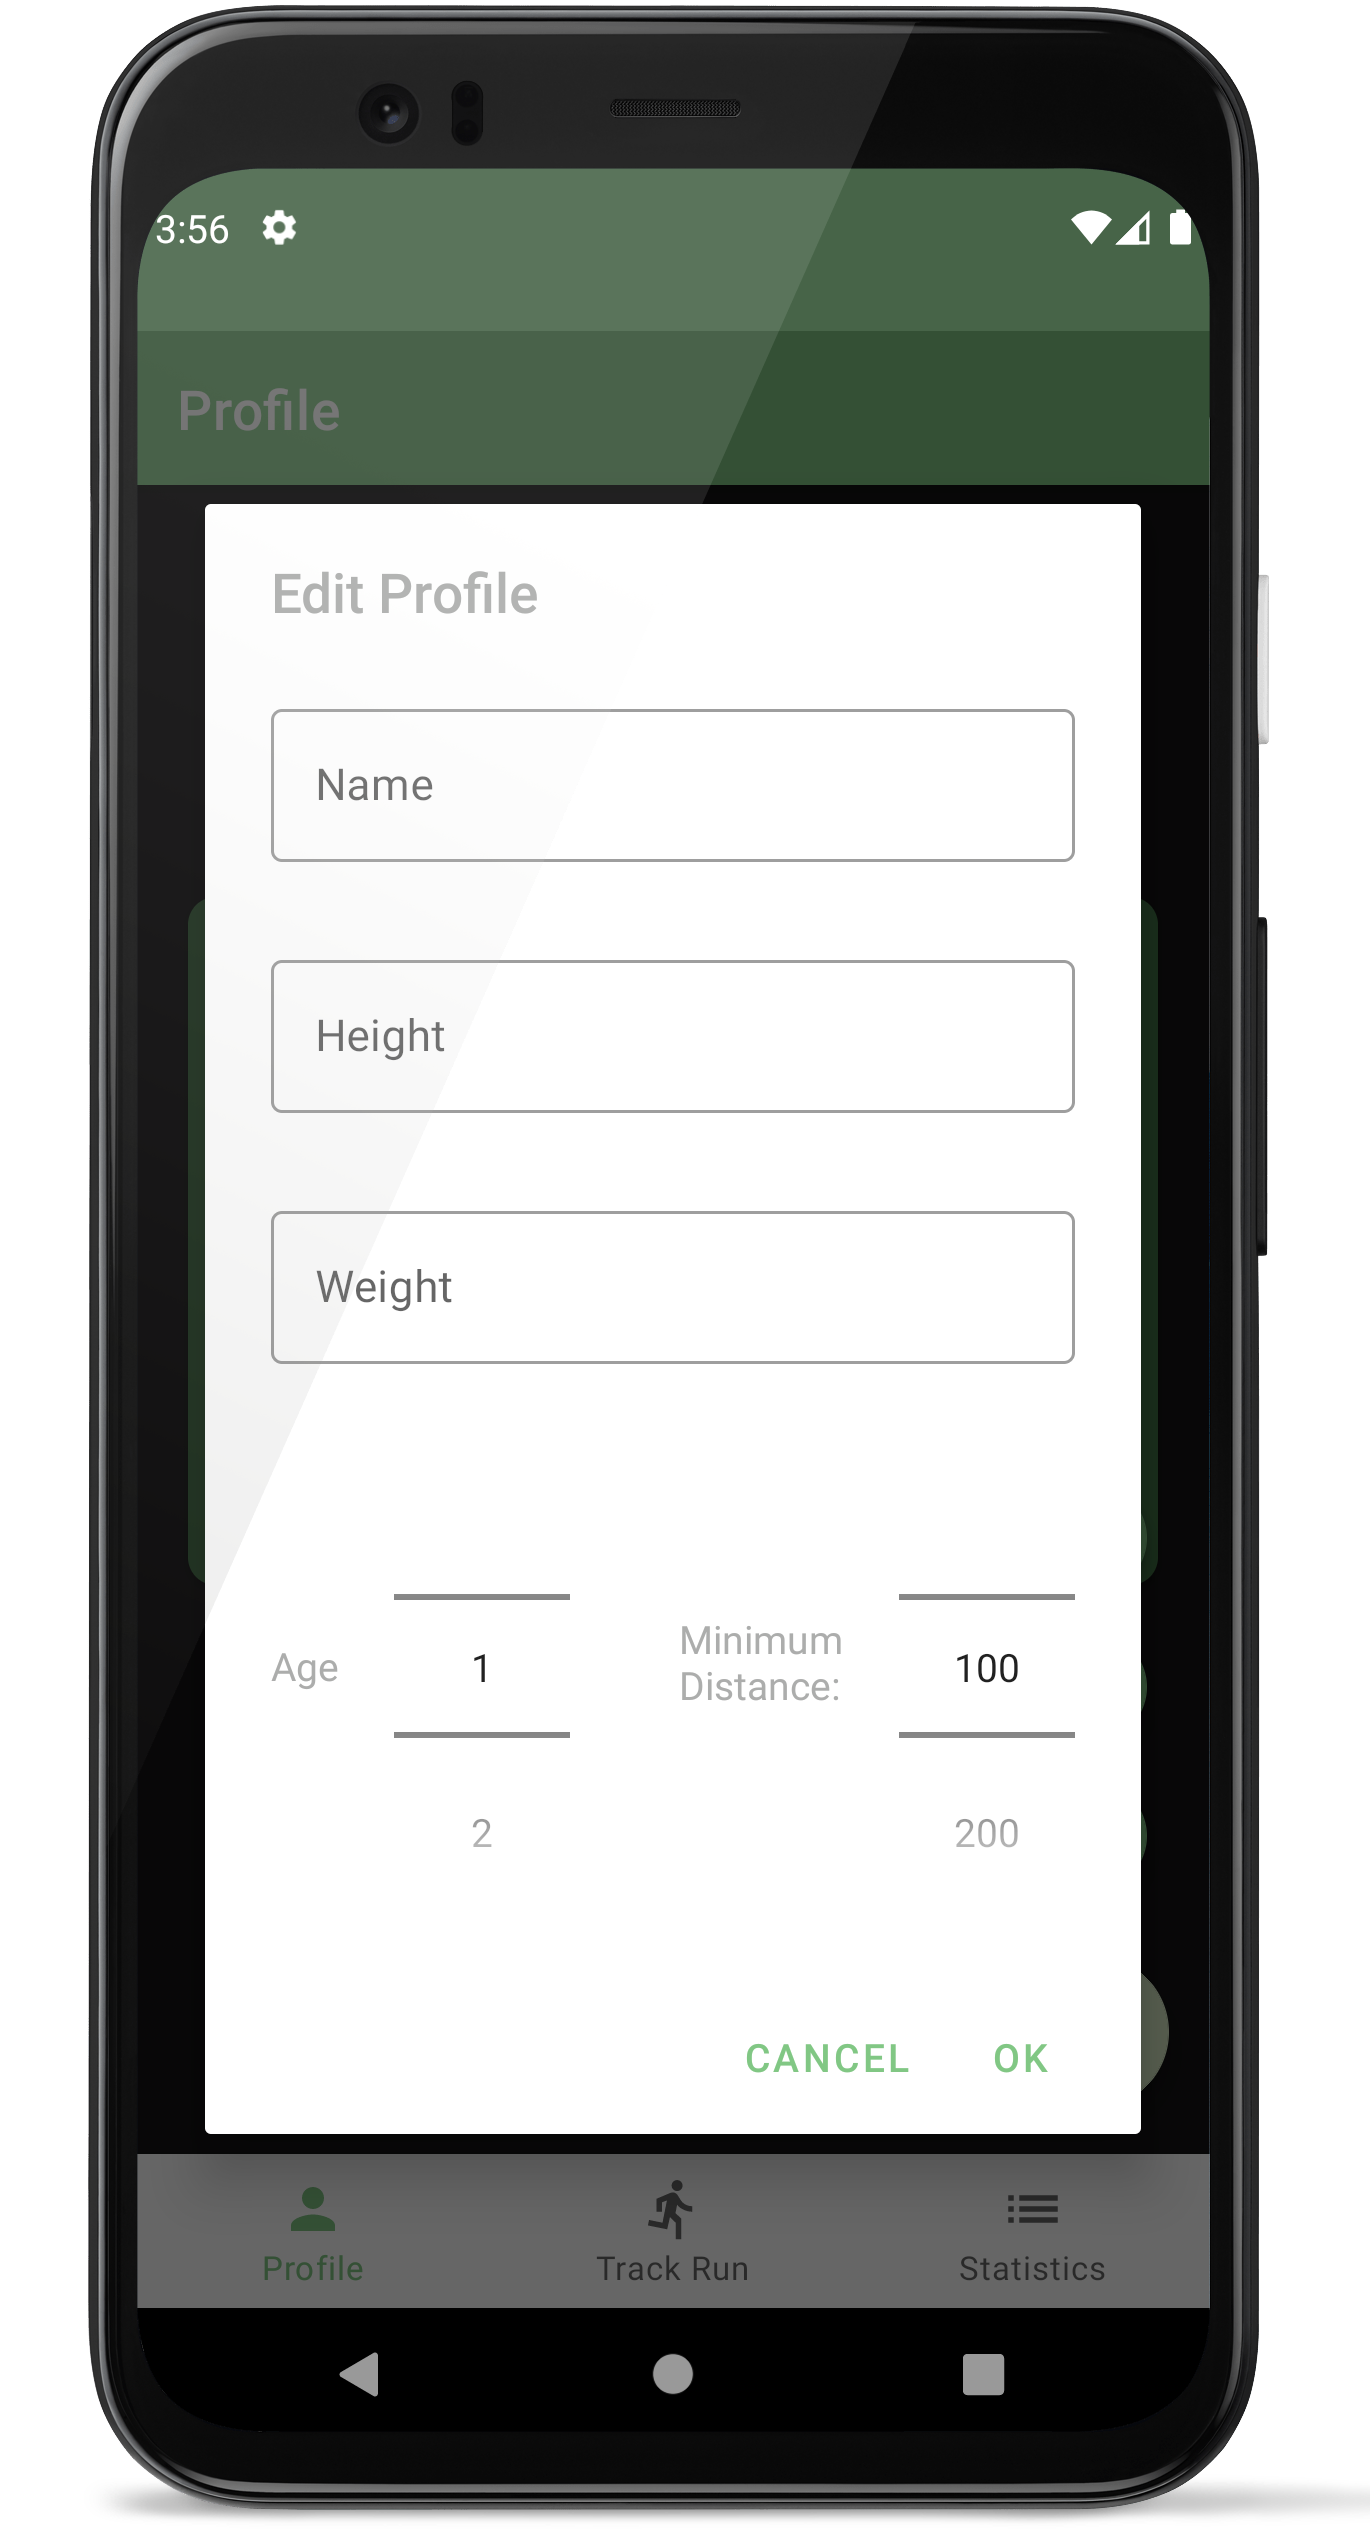 3:56
Profile
Edit Profile
Name
Height
Weight
Age
1
Minimum
Distance:
100
2
200
CANCEL
OK
Profile
Track Run
Statistics